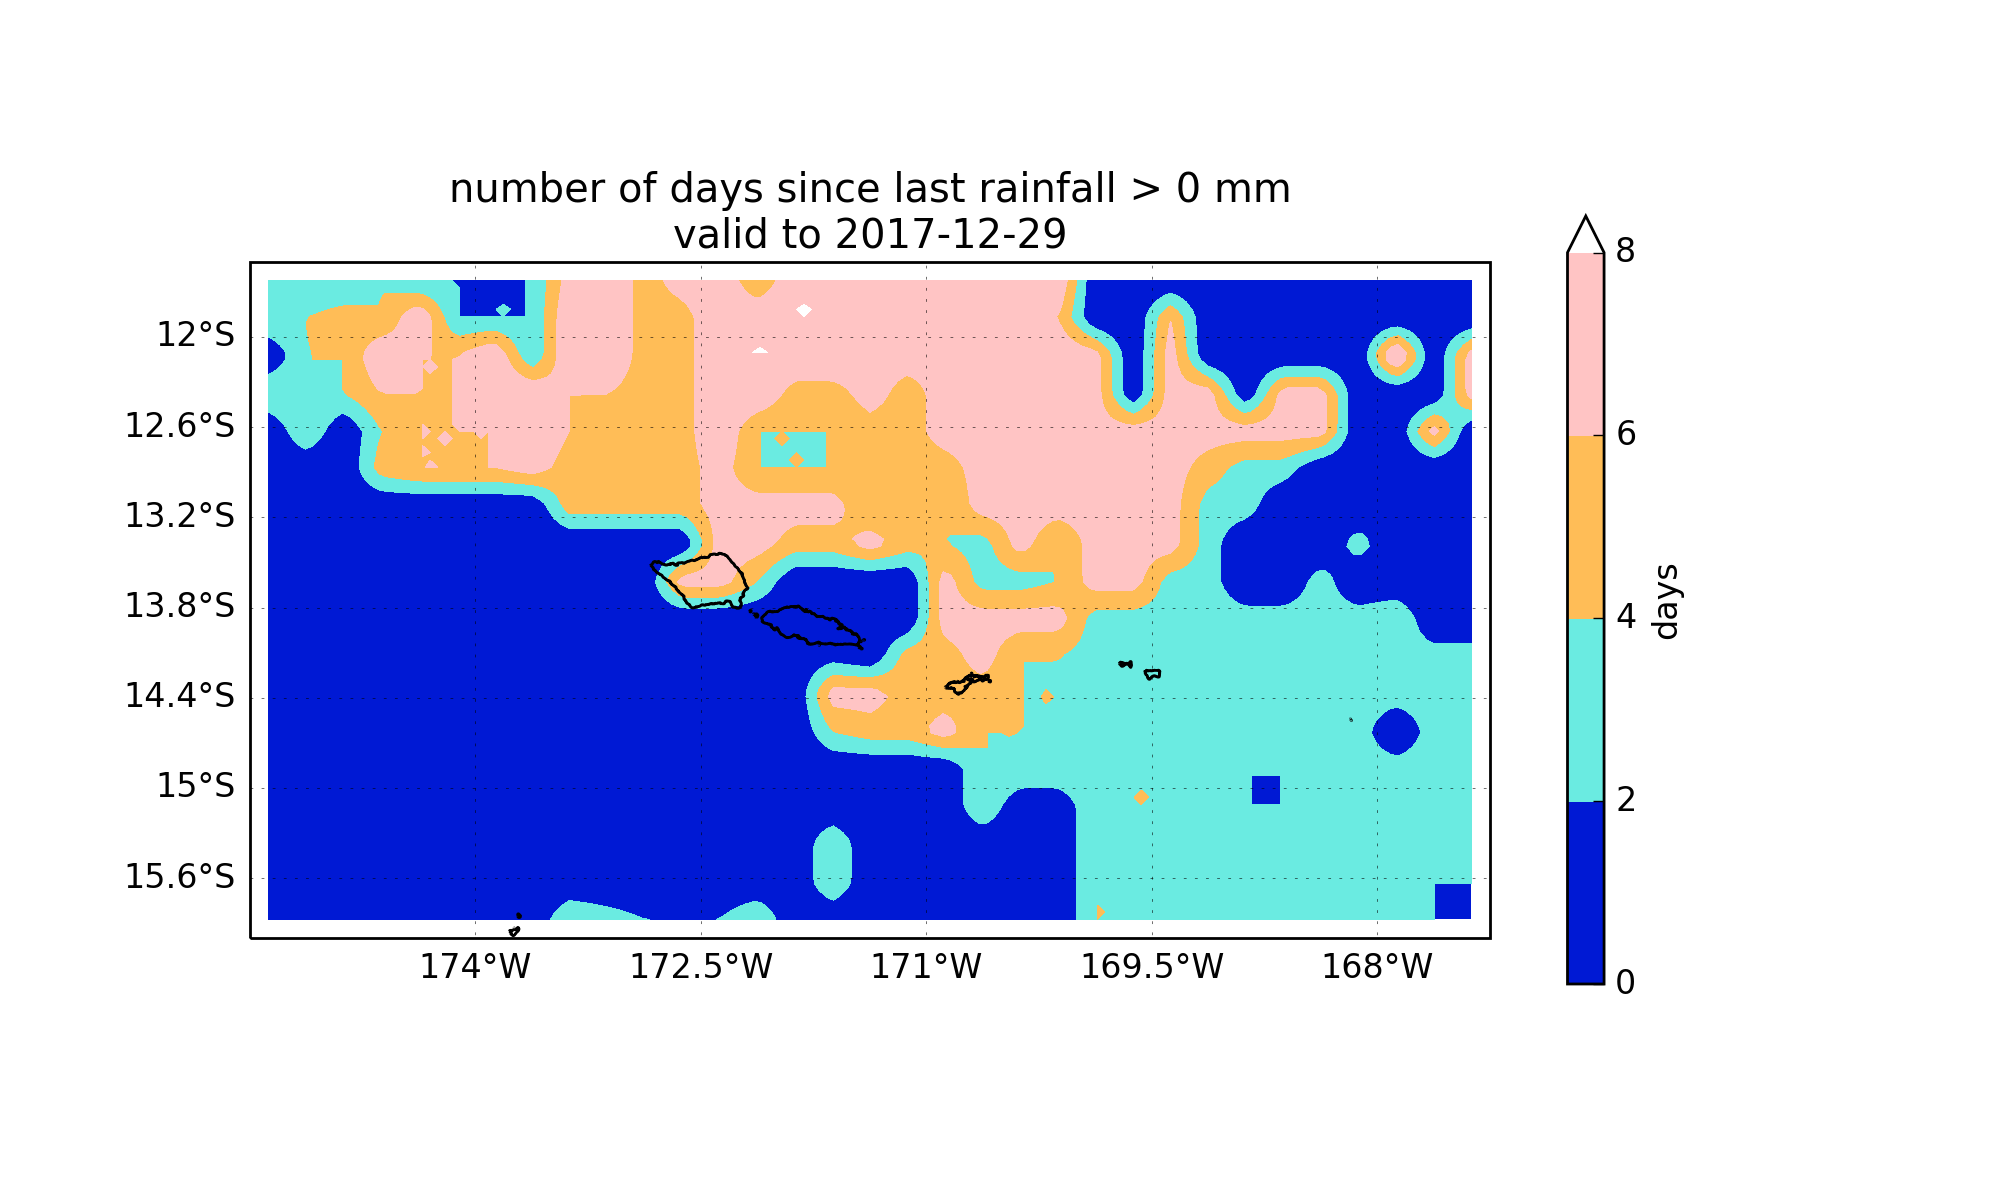 number of days since last rainfall > 0 mm
valid to 2017-12-29
12°S
12.6°S
13.2°S
13.8°S
14.4°S
15°S
15.6°S
174°W
172.5°W
171°W
169.5°W
168°W
8
6
4
2
0
days